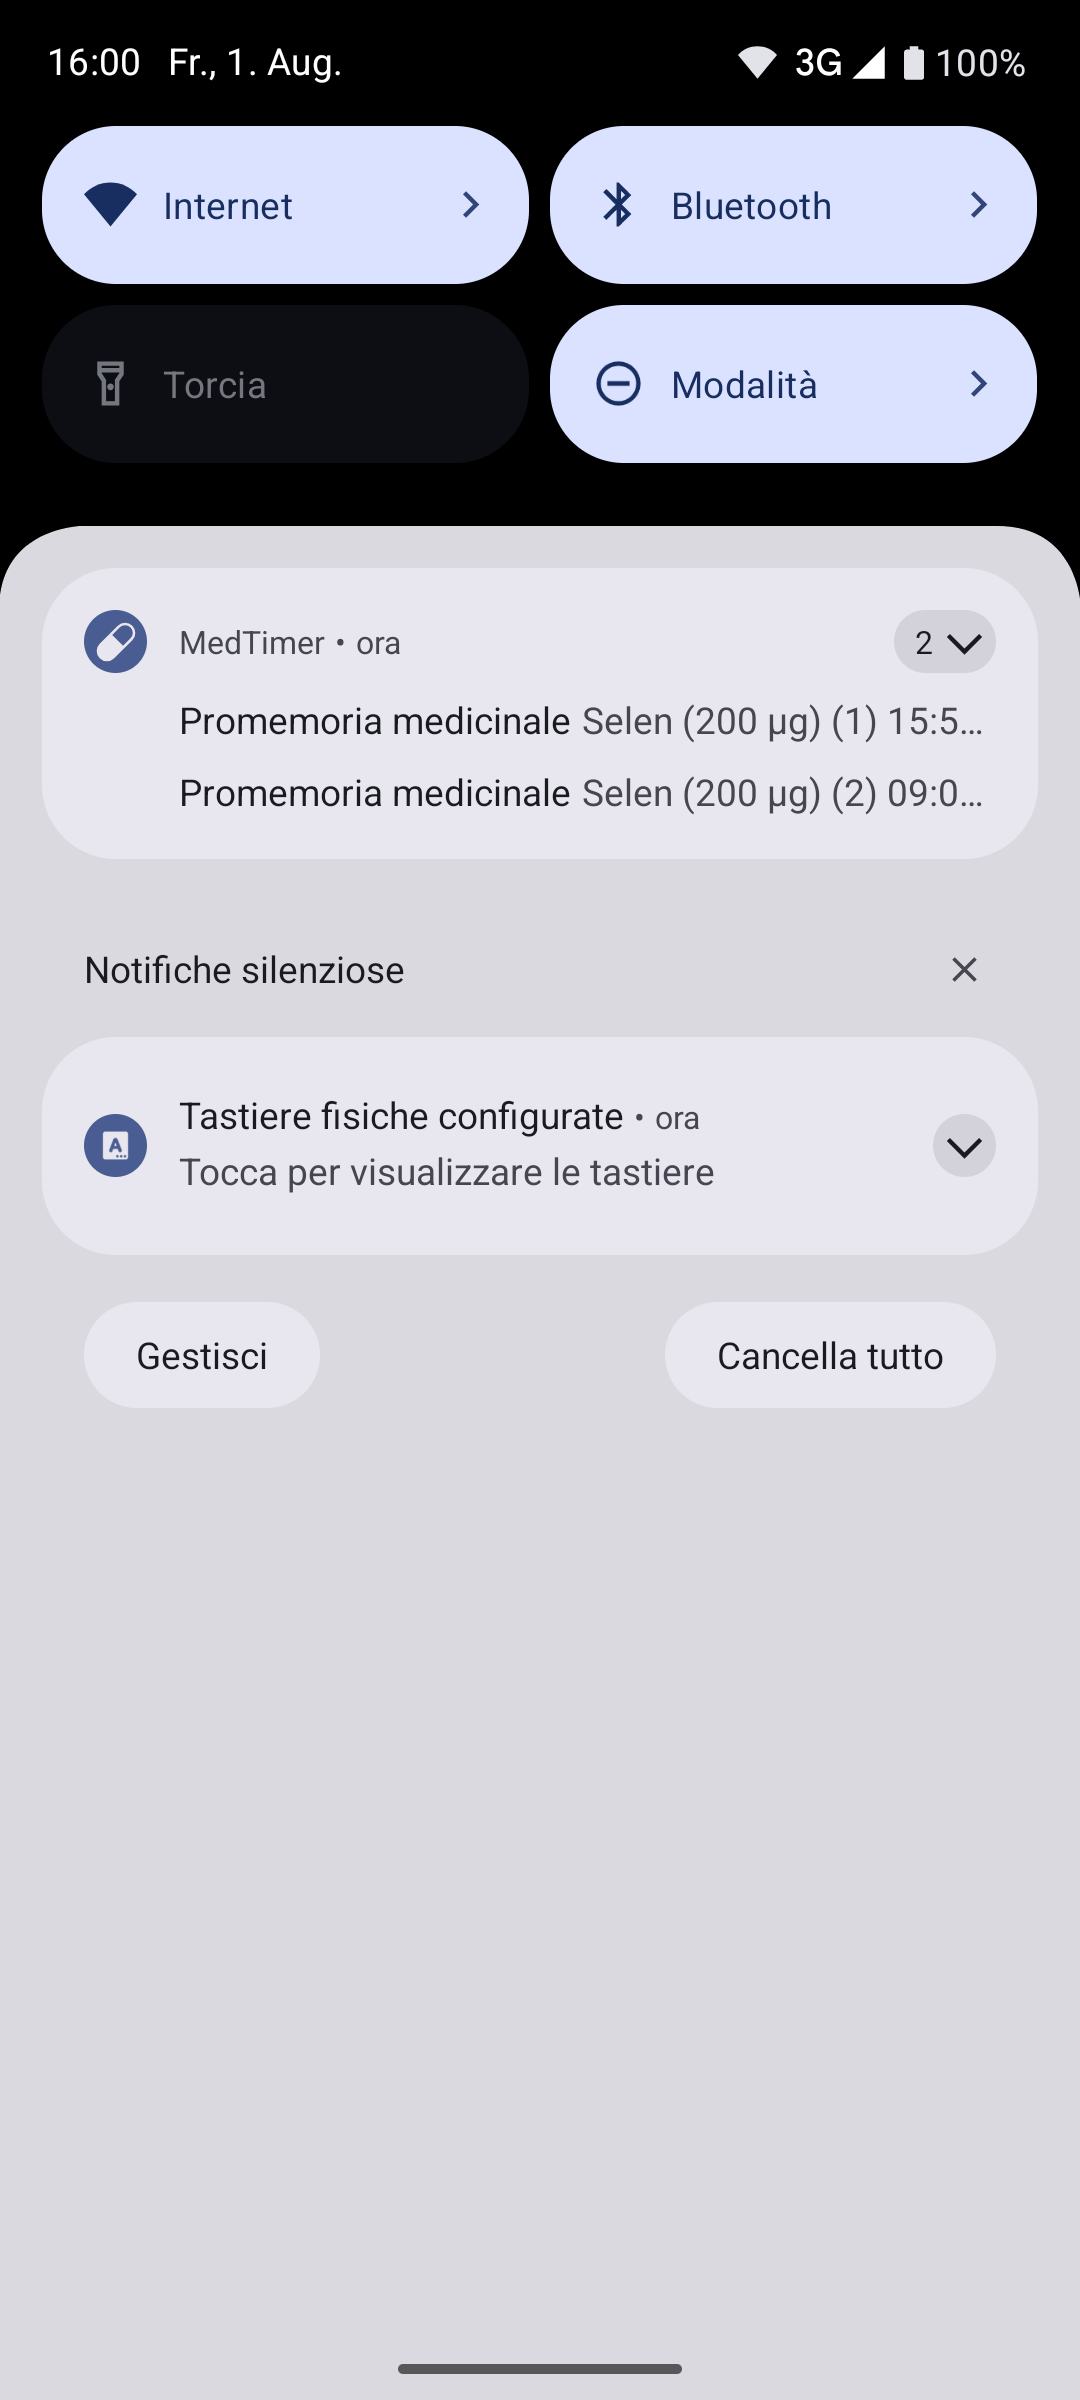 16:00 Fr., 1. Aug.
3G 100%
Internet
Bluetooth
Torcia
Modalità
MedTimer • ora
2
Promemoria medicinale Selen (200 µg) (1) 15:5…
Promemoria medicinale Selen (200 µg) (2) 09:0…
Notifiche silenziose
A
Tastiere fisiche configurate • ora
Tocca per visualizzare le tastiere
Gestisci
Cancella tutto